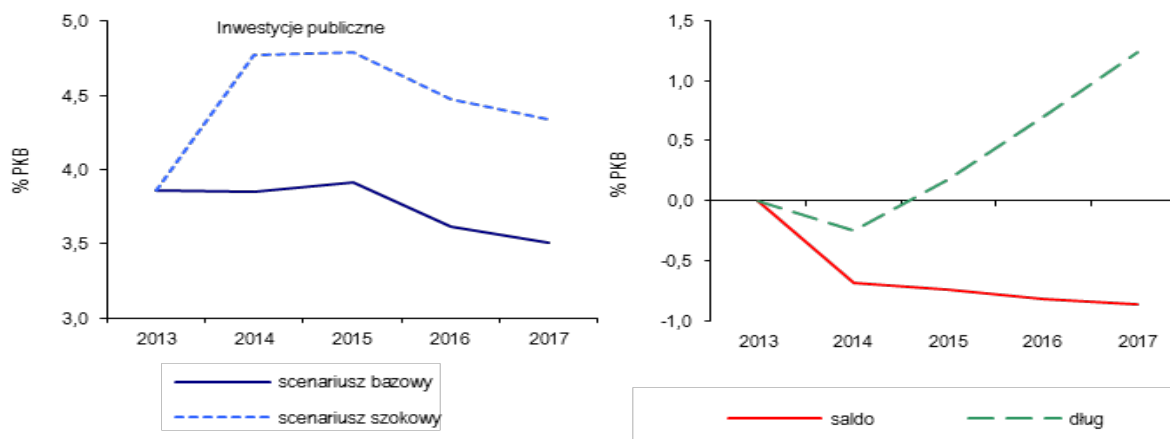 Inwestycje publiczne
% PKB
5,0
4,5
4,0
3,5
3,0
2013 2014 2015 2016 2017
scenariusz bazowy
scenariusz szokowy
% PKB
1,5
1,0
0,5
0,0
-0,5
-1,0
2013 2014 2015 2016 2017
saldo dług